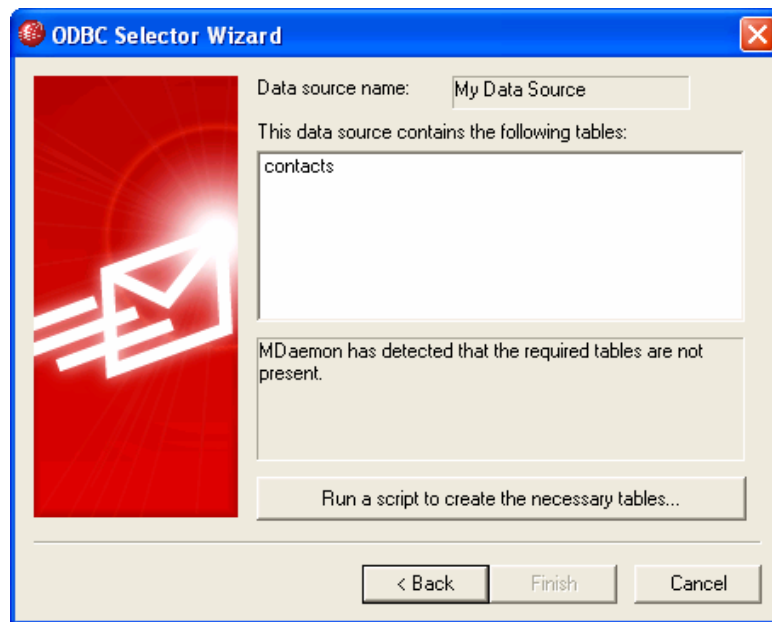 ODBC Selector Wizard
Data source name: My Data Source
This data source contains the following tables:
contacts
MDaemon has detected that the required tables are not
present.
Run a script to create the necessary tables...
< Back Finish Cancel